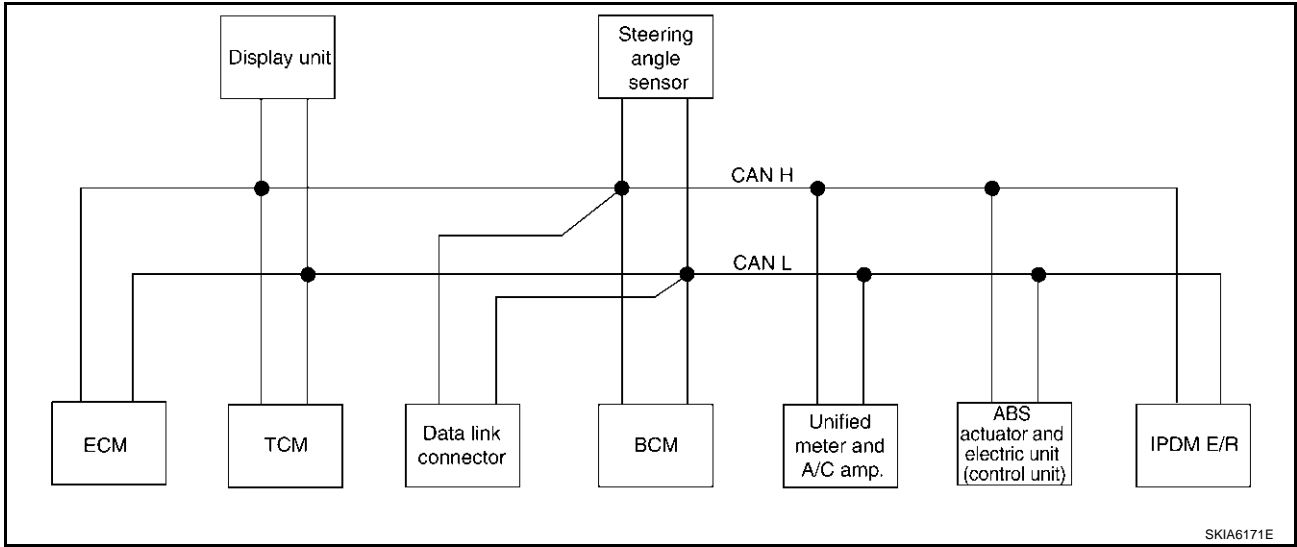 Display unit
Steering
angle
sensor
CAN H
CAN L
ECM
TCM
Data link
connector
BCM
Unified
meter and
A/C amp.
ABS
actuator and
electric unit
(control unit)
IPDM E/R
SKIA6171E